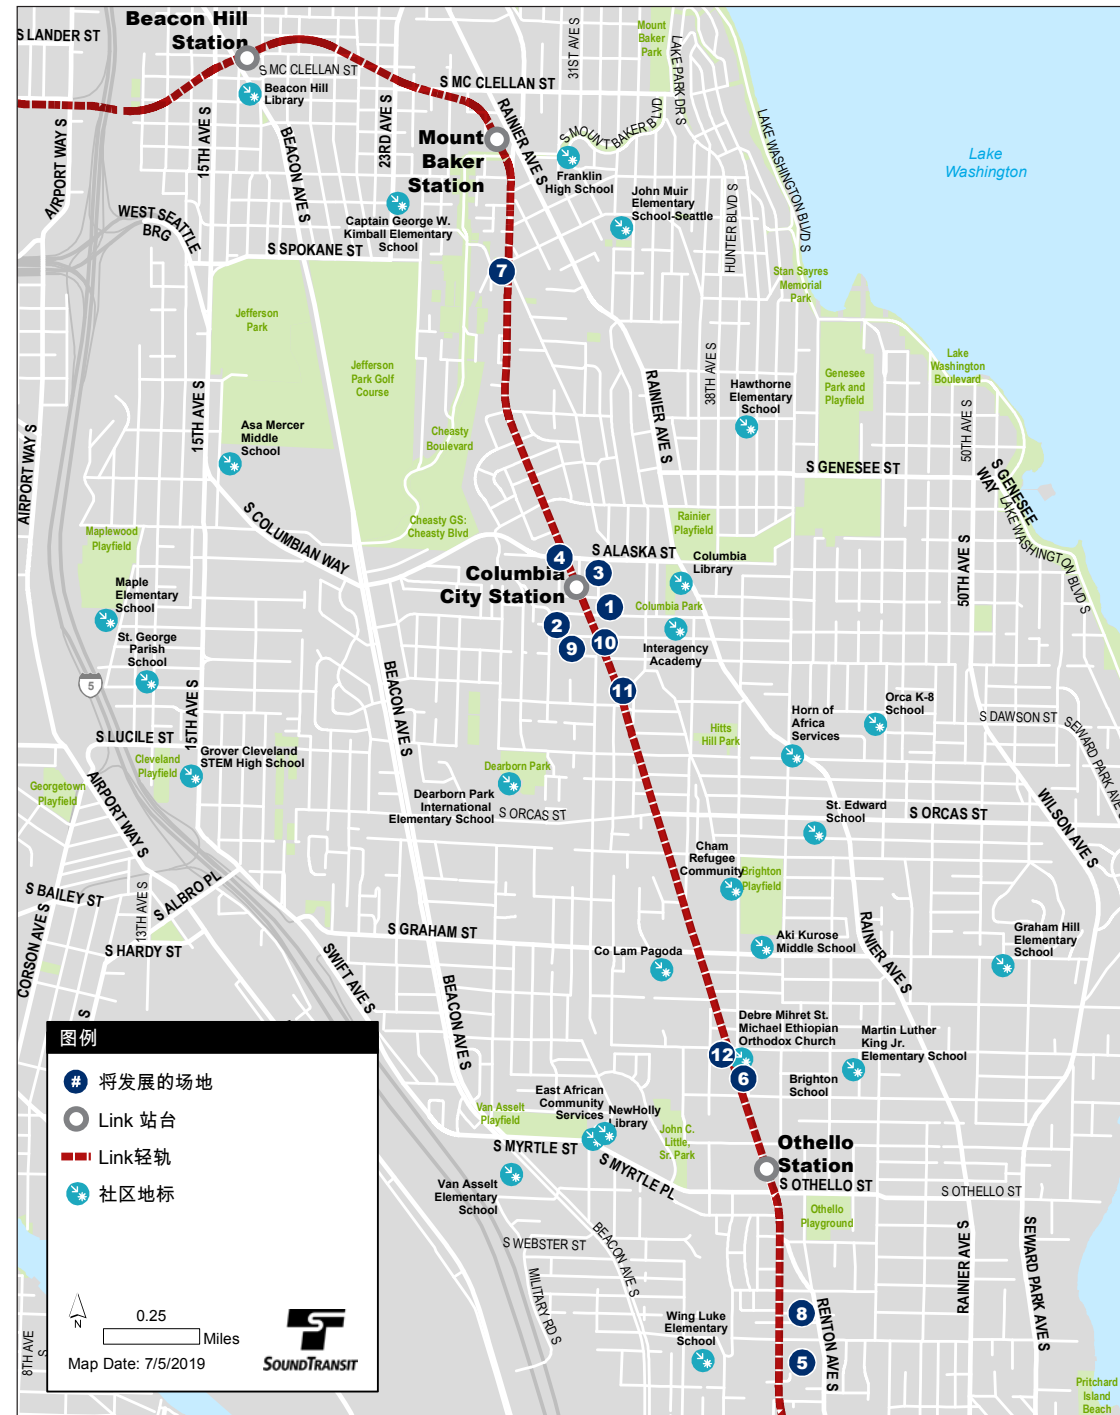 Beacon Hill
Station
S LANDER ST
S MC CLELLAN ST
Beacon Hill
Library
AIRPORT WAY S
15TH AVE S
BEACON AVE S
23RD AVE S
S MC CLELLAN ST
31ST AVE S
Mount
Baker
Park
LAKE PARK DR S
LAKE WASHINGTON BLVD S
Lake
Washington
RAINIER AVE S
S MOUNT BAKER BLVD
Mount
Baker
Station
Franklin
High School
John Muir
Elementary
School-Seattle
HUNTER BLVD S
Captain George W.
Kimball Elementary
School
WEST SEATTLE
BRG
S SPOKANE ST
7
Stan Sayres
Memorial
Park
Jefferson
Park
Jefferson
Park Golf
Course
Cheasty
Boulevard
Cheasty GS:
Cheasty Blvd
RAINIER AVE S
38TH AVE S
Hawthorne
Elementary
School
Genesee
Park and
Playfield
Lake
Washington
Boulevard
50TH AVE S
S GENESEE ST
S GENESEE
WAY
LAKE WASHINGTON BLVD S
15TH AVE S
Asa Mercer
Middle
School
S COLUMBIAN WAY
AIRPORT WAY S
Maplewood
Playfield
Maple
Elementary
School
St. George
Parish
School
5
Rainier
Playfield
S ALASKA ST
Columbia
Library
4
3
Columbia
City Station
1
2
9
10
11
Columbia Park
Interagency
Academy
50TH AVE S
BEACON AVE S
15TH AVE S
S LUCILE ST
Grover Cleveland
STEM High School
Cleveland
Playfield
Georgetown
Playfield
AIRPORT WAY S
Hitts
Hill Park
Horn of
Africa
Services
Orca K-8
School
S DAWSON ST
SEWARD PARK AVE S
Dearborn Park
Dearborn Park
International
Elementary School
S ORCAS ST
S ORCAS ST
WILSON AVE S
St. Edward
School
Cham
Refugee
Community
Brighton
Playfield
S BAILEY ST
13TH AVE S
S ALBRO PL
CORSON AVE S
S HARDY ST
SWIFT AVE S
S GRAHAM ST
Co Lam Pagoda
Aki Kurose
Middle School
RAINIER AVE S
Graham Hill
Elementary
School
BEACON AVE S
Debre Mihret St.
Michael Ethiopian
Orthodox Church
12
6
Martin Luther
King Jr.
Elementary School
Brighton
School
East African
Community
Services
NewHolly
Library
Van Asselt
Playfield
John C.
Little,
Sr. Park
S MYRTLE ST
S MYRTLE PL
Van Asselt
Elementary
School
Othello
Station
S OTHELLO ST
S OTHELLO ST
Othello
Playground
S WEBSTER ST
BEACON AVE S
MILITARY RD S
RAINIER AVE S
SEWARD PARK AVE S
Wing Luke
Elementary
School
8
5
RENTON AVE S
Pritchard
Island
Beach
S
图例
# 将发展的场地
Link 站台
Link轻轨
社区地标
N
0.25
Miles
Map Date: 7/5/2019
SOUNDTRANSIT
8TH AVE
S